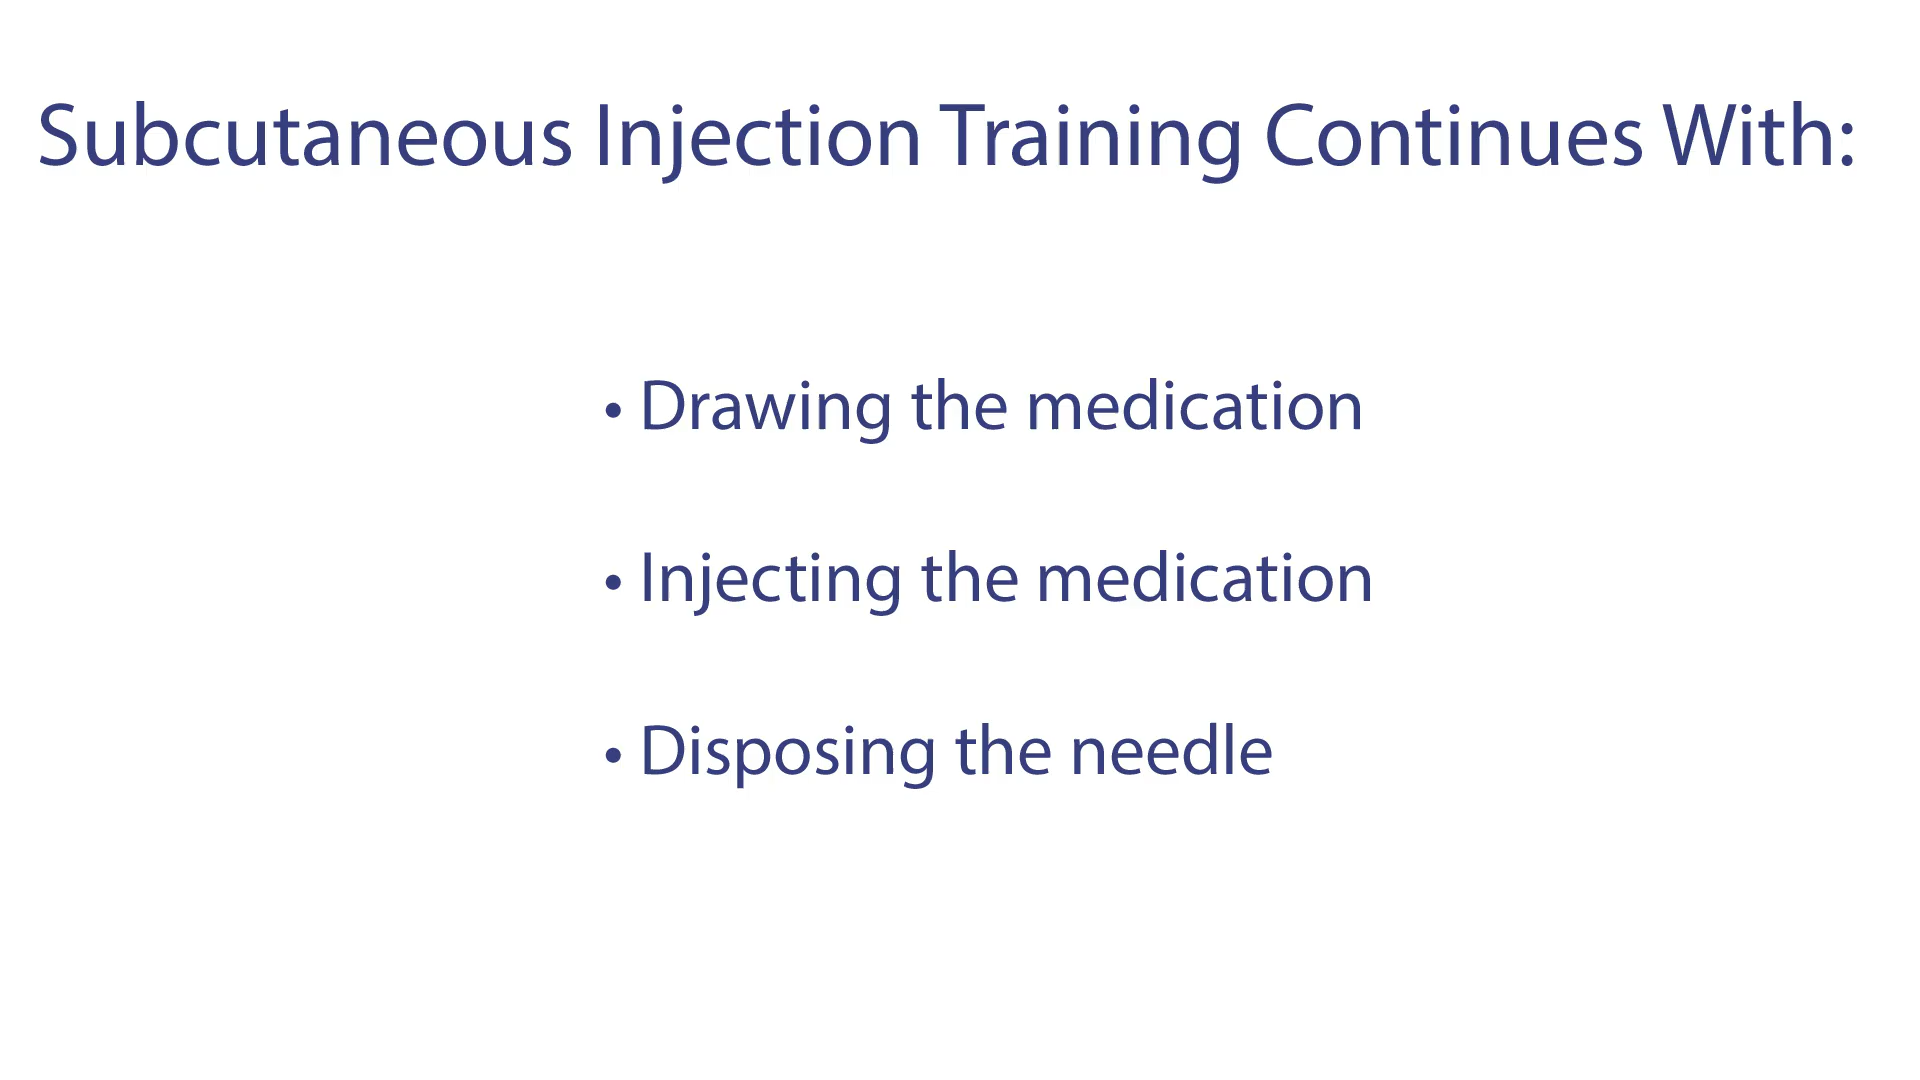 Subcutaneous Injection Training Continues With:
• Drawing the medication
• Injecting the medication
• Disposing the needle